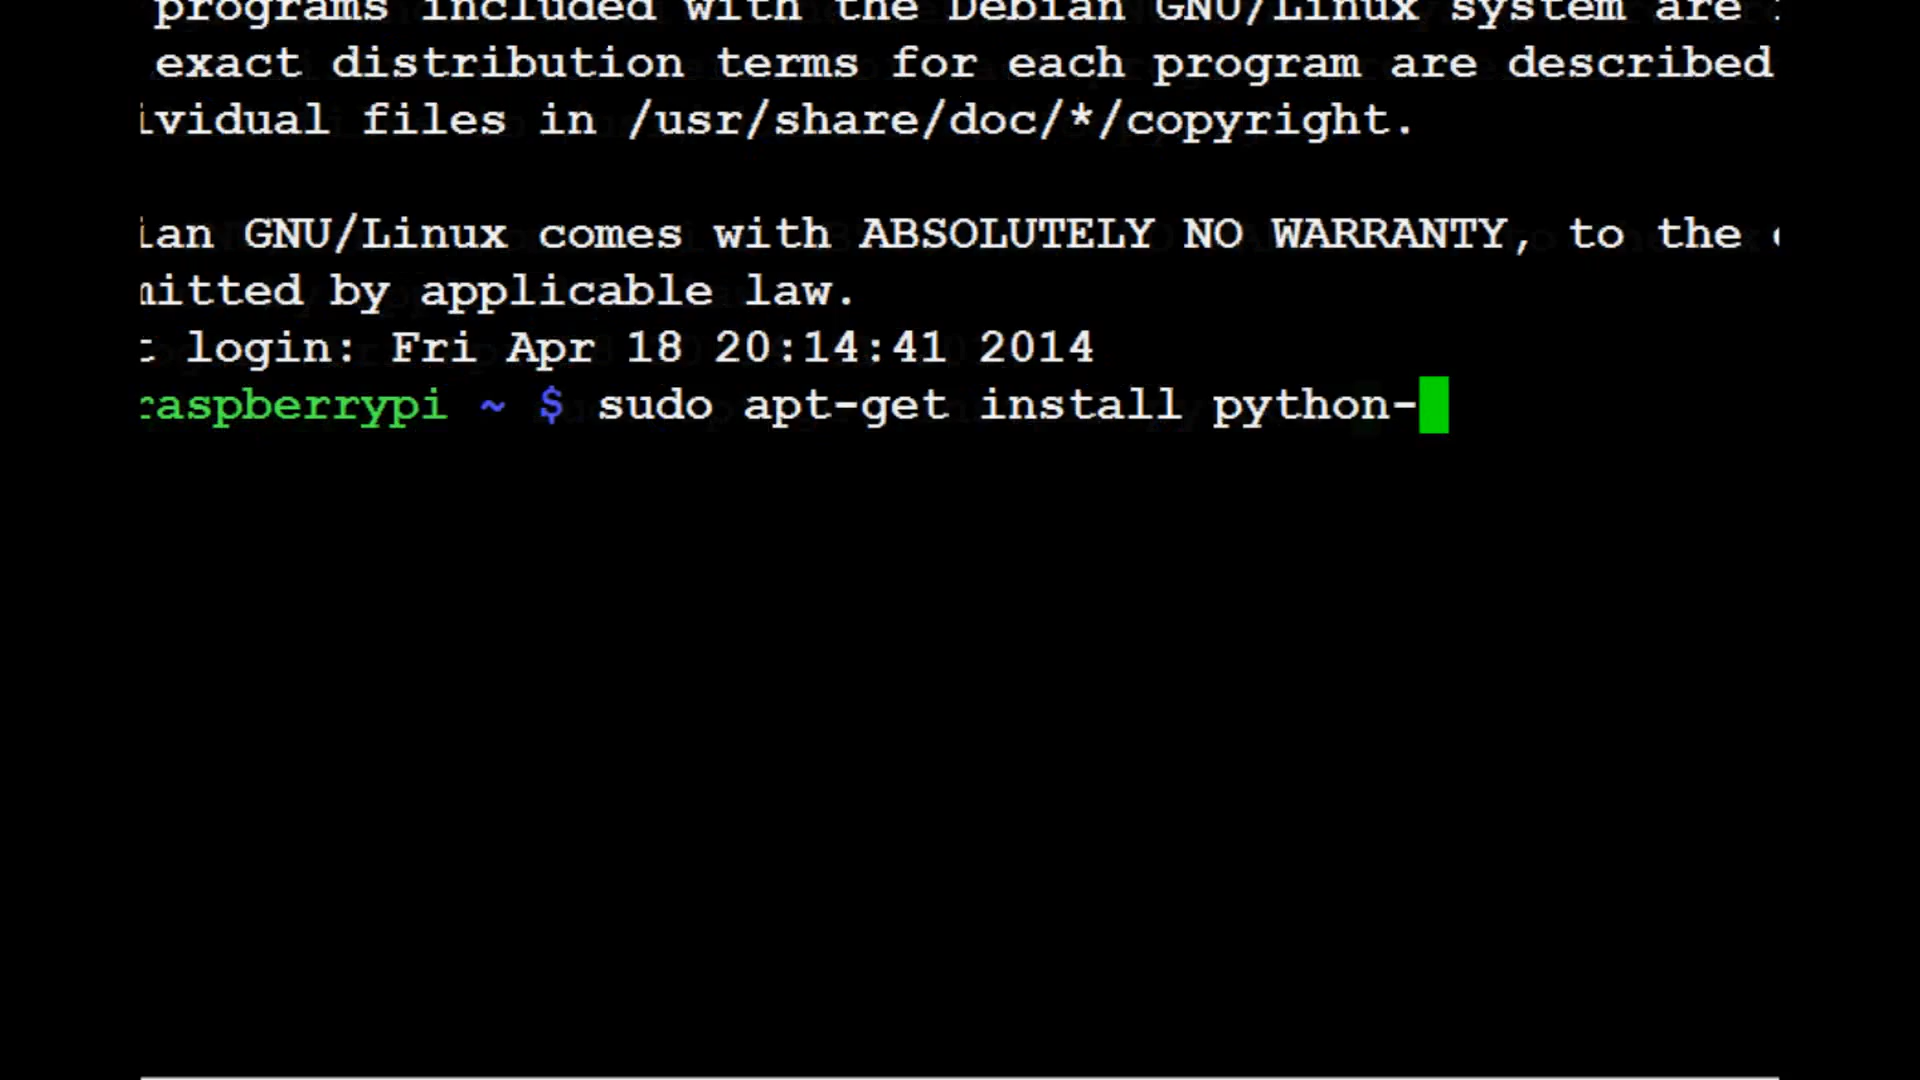 programs included with the Debian GNU/Linux system are
exact distribution terms for each program are described
ividual files in /usr/share/doc/*/copyright.
ian GNU/Linux comes with ABSOLUTELY NO WARRANTY, to the
mitted by applicable law.
t login: Fri Apr 18 20:14:41 2014
raspberrypi ~ $ sudo apt-get install python-